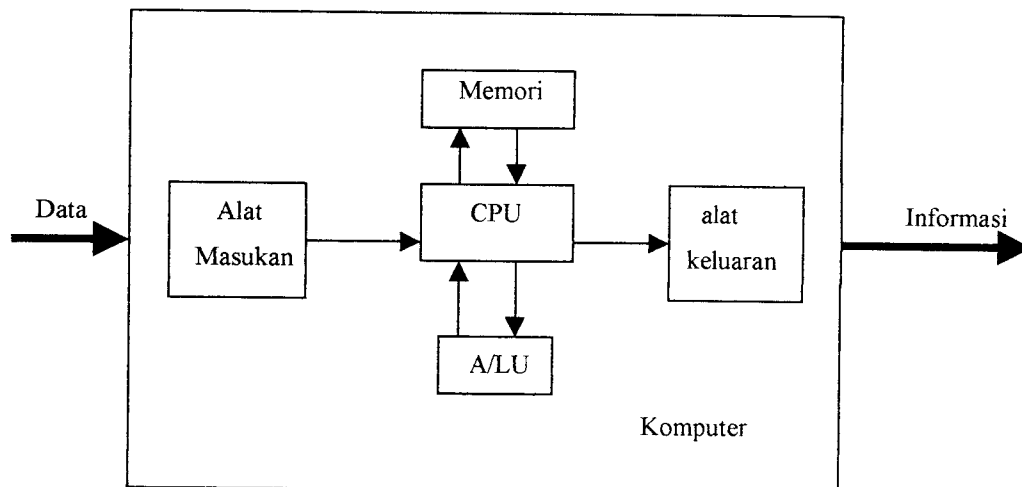 Memori
Data
Alat
Masukan
CPU
alat
keluaran
Informasi
A/LU
Komputer